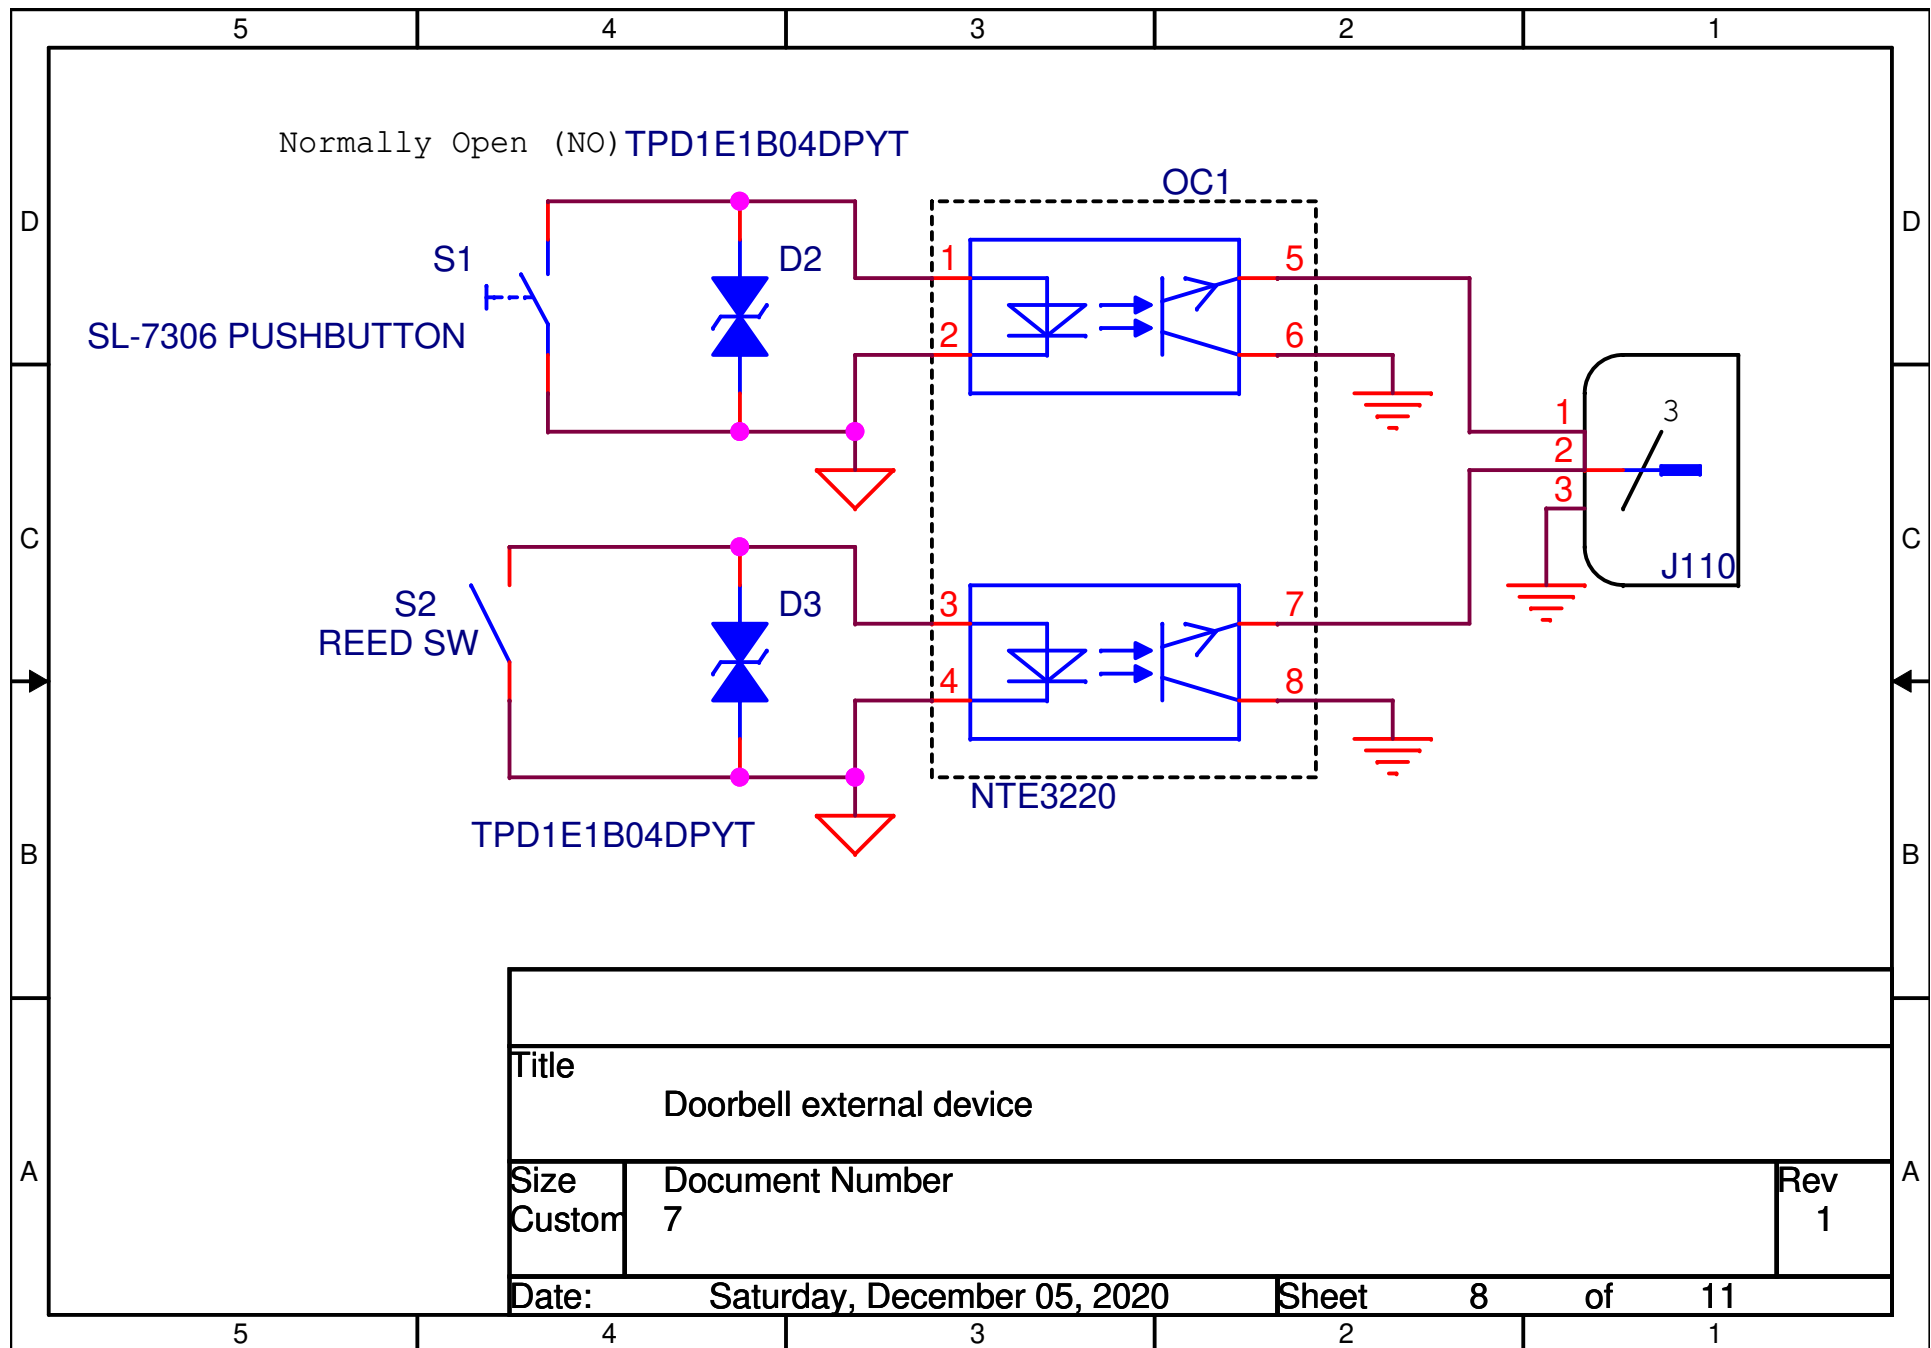 5 4 3 2 1
Normally Open (NO) TPD1E1B04DPYT
OC1
D D
S1 D2 1 5
SL-7306 PUSHBUTTON 2 6
1 3
2
3
C C
J110
S2 D3 3 7
REED SW
4 8
NTE3220
TPD1E1B04DPYT
B B
Title
Doorbell external device
A A
Size Document Number Rev
Custom 7 1
Date: Saturday, December 05, 2020 Sheet 8 of 11
5 4 3 2 1